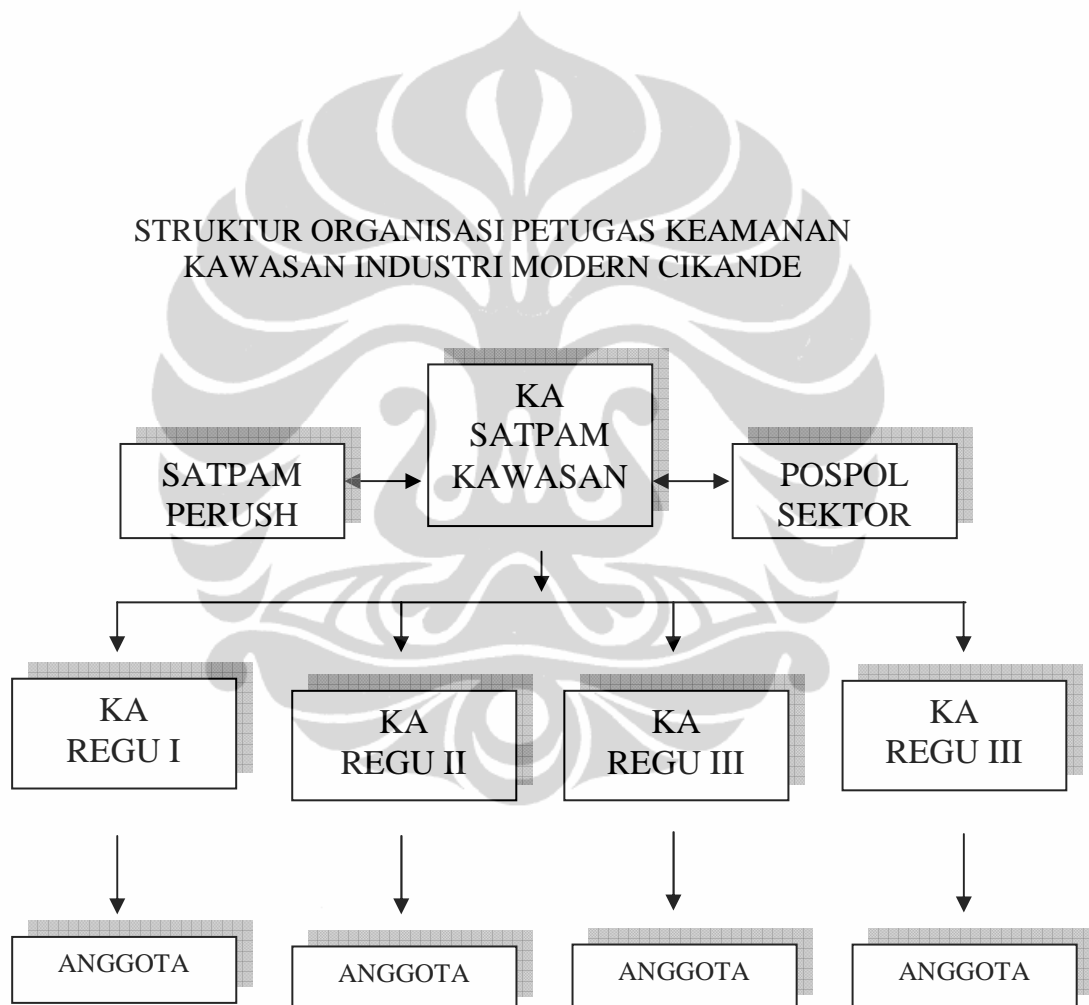 STRUKTUR ORGANISASI PETUGAS KEAMANAN
KAWASAN INDUSTRI MODERN CIKANDE
KA
SATPAM
KAWASAN
SATPAM
PERUSH
POSPOL
SEKTOR
KA
REGU I
KA
REGU II
KA
REGU III
KA
REGU III
ANGGOTA
ANGGOTA
ANGGOTA
ANGGOTA